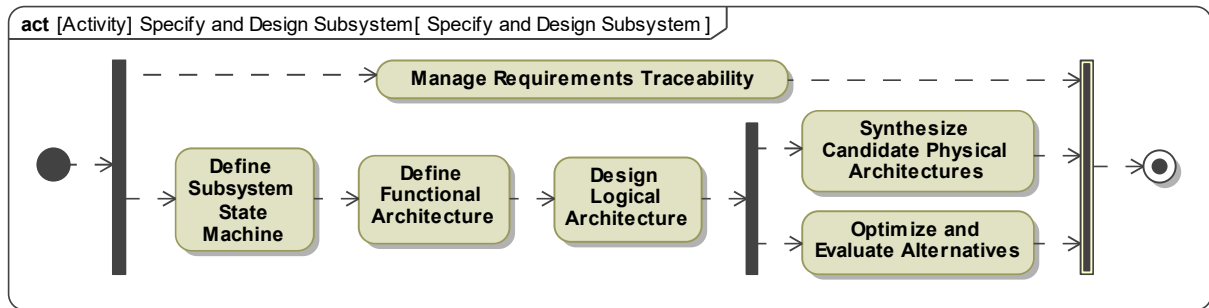 act [Activity] Specify and Design Subsystem[ Specify and Design Subsystem ]
Manage Requirements Traceability
Define
Subsystem
State
Machine
Define
Functional
Architecture
Design
Logical
Architecture
Synthesize
Candidate Physical
Architectures
Optimize and
Evaluate Alternatives